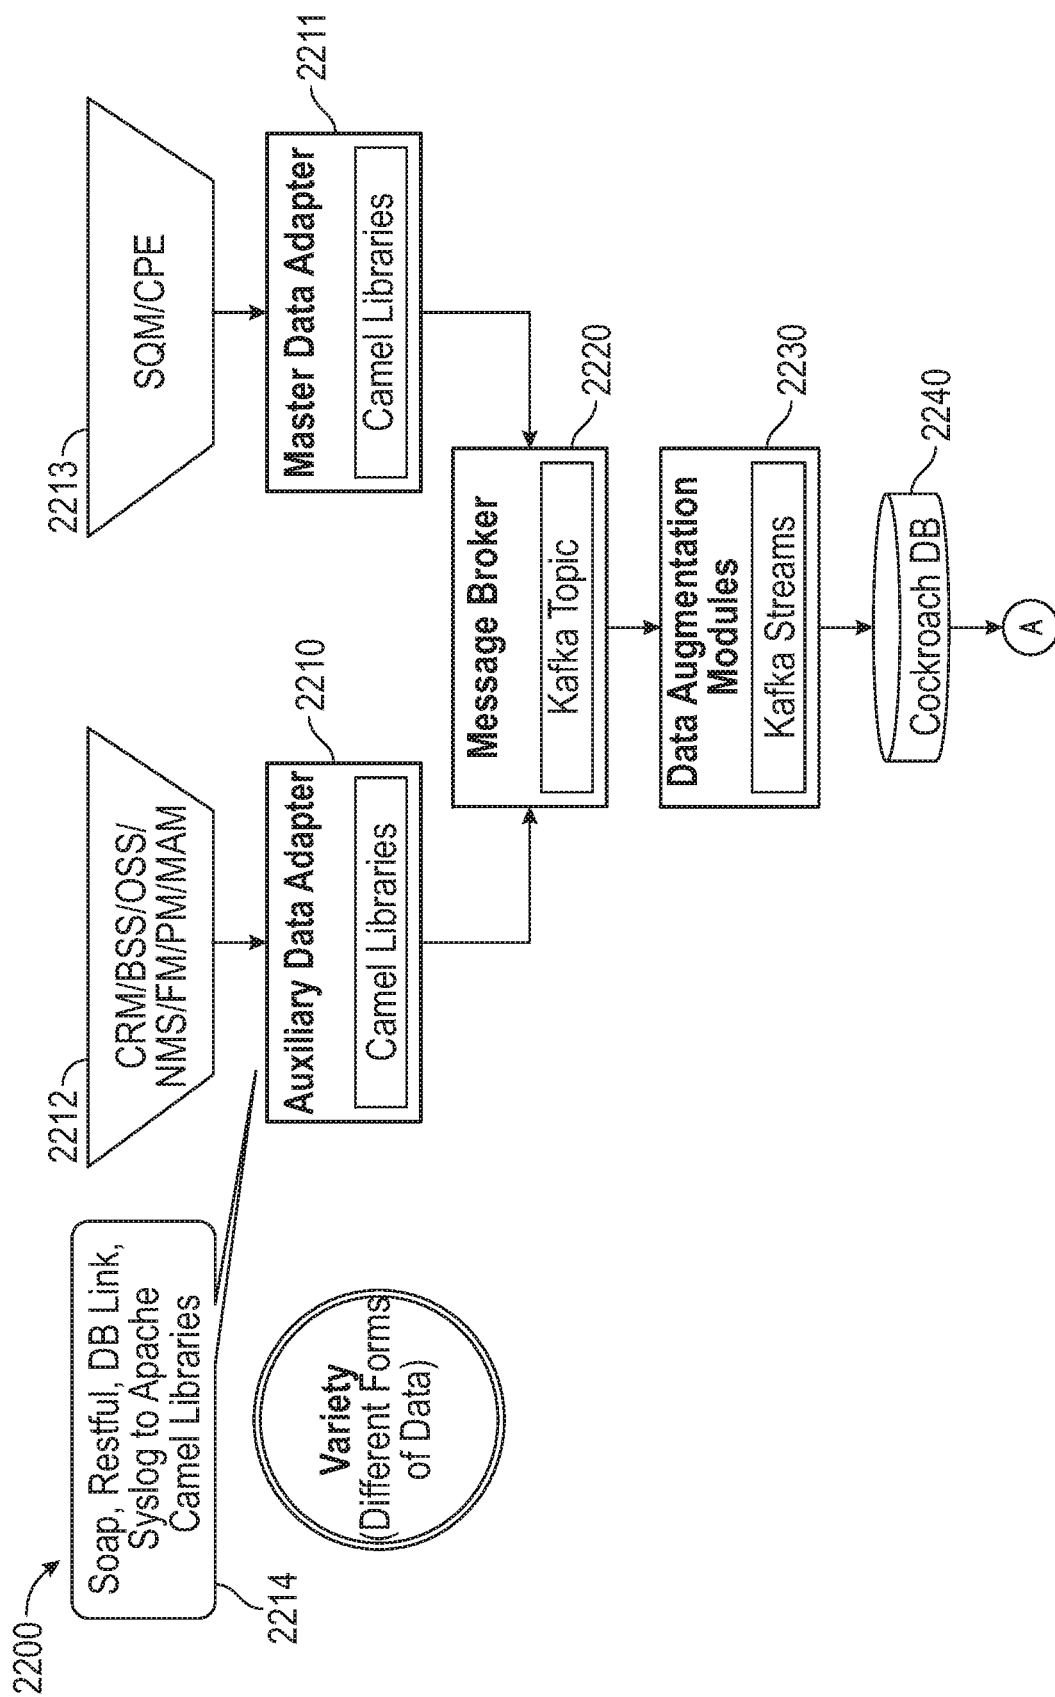 2200
Soap, Restful, DB Link,
Syslog to Apache
Camel Libraries
2214
Variety
(Different Forms
of Data)
2212
CRM/BSS/OSS/
NMS/FM/PM/MAM
2213
SQM/CPE
Auxiliary Data Adapter
Camel Libraries
2210
Master Data Adapter
Camel Libraries
2211
Message Broker
Kafka Topic
2220
Data Augmentation
Modules
Kafka Streams
2230
Cockroach DB
2240
A